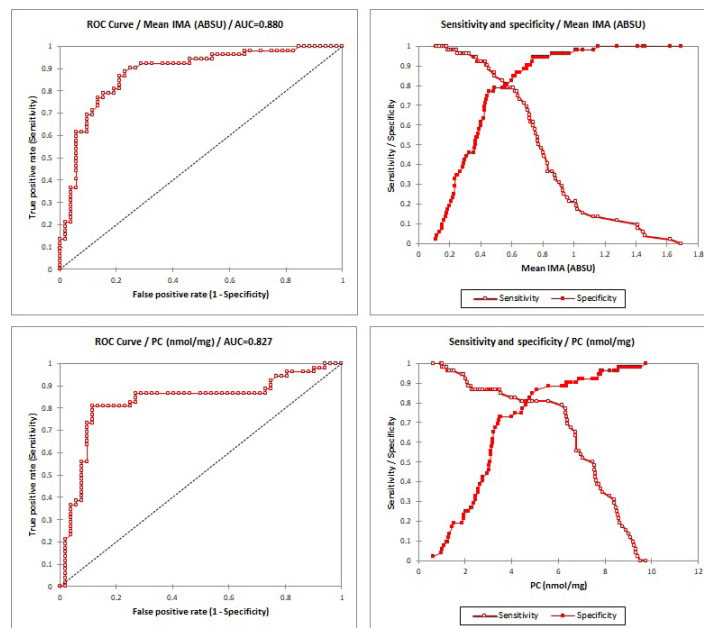 ROC Curve / Mean IMA (ABSU) / AUC=0.880
True positive rate (Sensitivity)
1
0.9
0.8
0.7
0.6
0.5
0.4
0.3
0.2
0.1
0
0 0.2 0.4 0.6 0.8 1
False positive rate (1 - Specificity)
Sensitivity and specificity / Mean IMA (ABSU)
Sensitivity / Specificity
1
0.9
0.8
0.7
0.6
0.5
0.4
0.3
0.2
0.1
0
0 0.2 0.4 0.6 0.8 1 1.2 1.4 1.6 1.8
Mean IMA (ABSU)
Sensitivity Specificity
ROC Curve / PC (nmol/mg) / AUC=0.827
True positive rate (Sensitivity)
1
0.9
0.8
0.7
0.6
0.5
0.4
0.3
0.2
0.1
0
0 0.2 0.4 0.6 0.8 1
False positive rate (1 - Specificity)
Sensitivity and specificity / PC (nmol/mg)
Sensitivity / Specificity
1
0.9
0.8
0.7
0.6
0.5
0.4
0.3
0.2
0.1
0
0 2 4 6 8 10 12
PC (nmol/mg)
Sensitivity Specificity